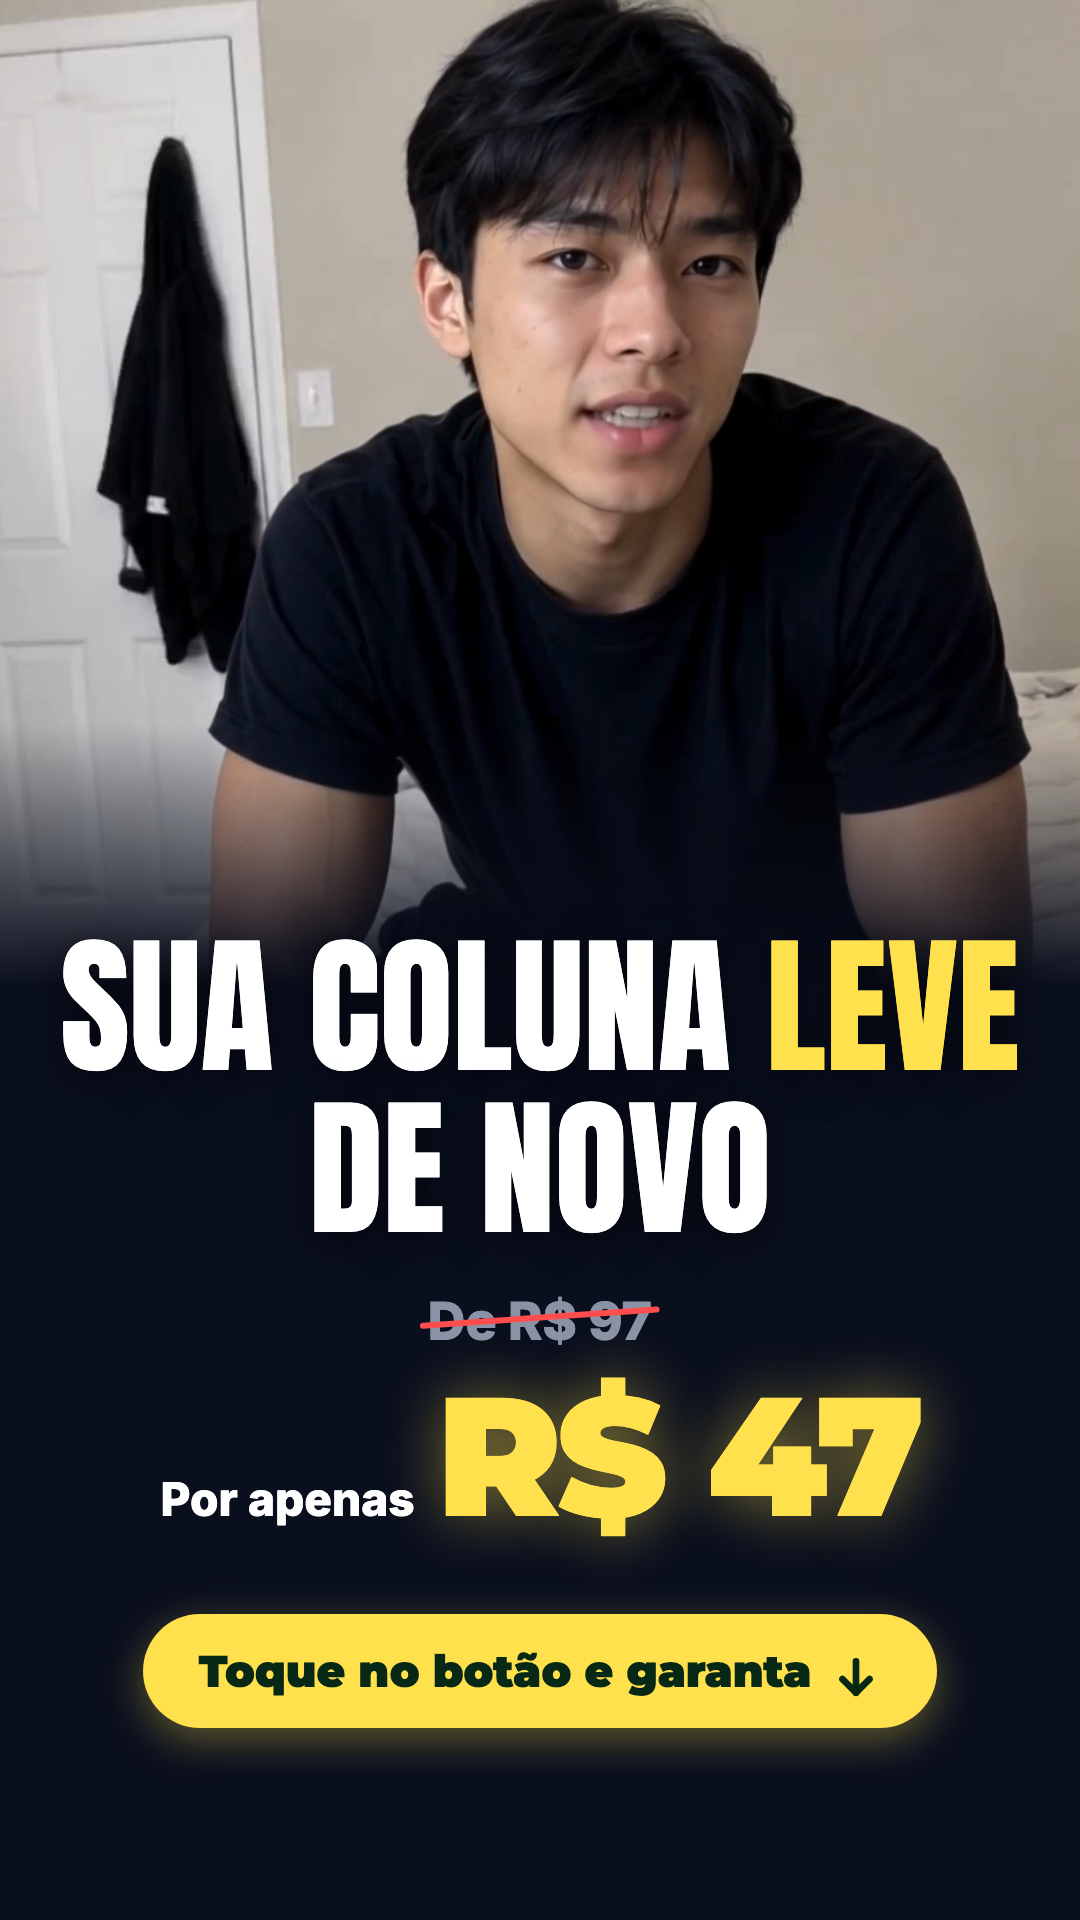 SUA COLUNA LEVE
DE NOVO
De R$ 97
Por apenas R$ 47
Toque no botão e garanta ↓